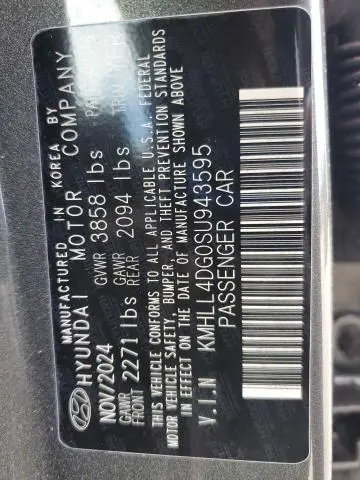 MANUFACTURED IN KOREA BY
HYUNDAI MOTOR COMPANY
NOV/2024 GVWR 3858 lbs
GAWR FRONT 2271 lbs GAWR REAR 2094 lbs
THIS VEHICLE CONFORMS TO ALL APPLICABLE U.S.A. FEDERAL
MOTOR VEHICLE SAFETY, BUMPER, AND THEFT PREVENTION STANDARDS
IN EFFECT ON THE DATE OF MANUFACTURE SHOWN ABOVE
V.I.N KMHLL4DG0SU943595
PASSENGER CAR